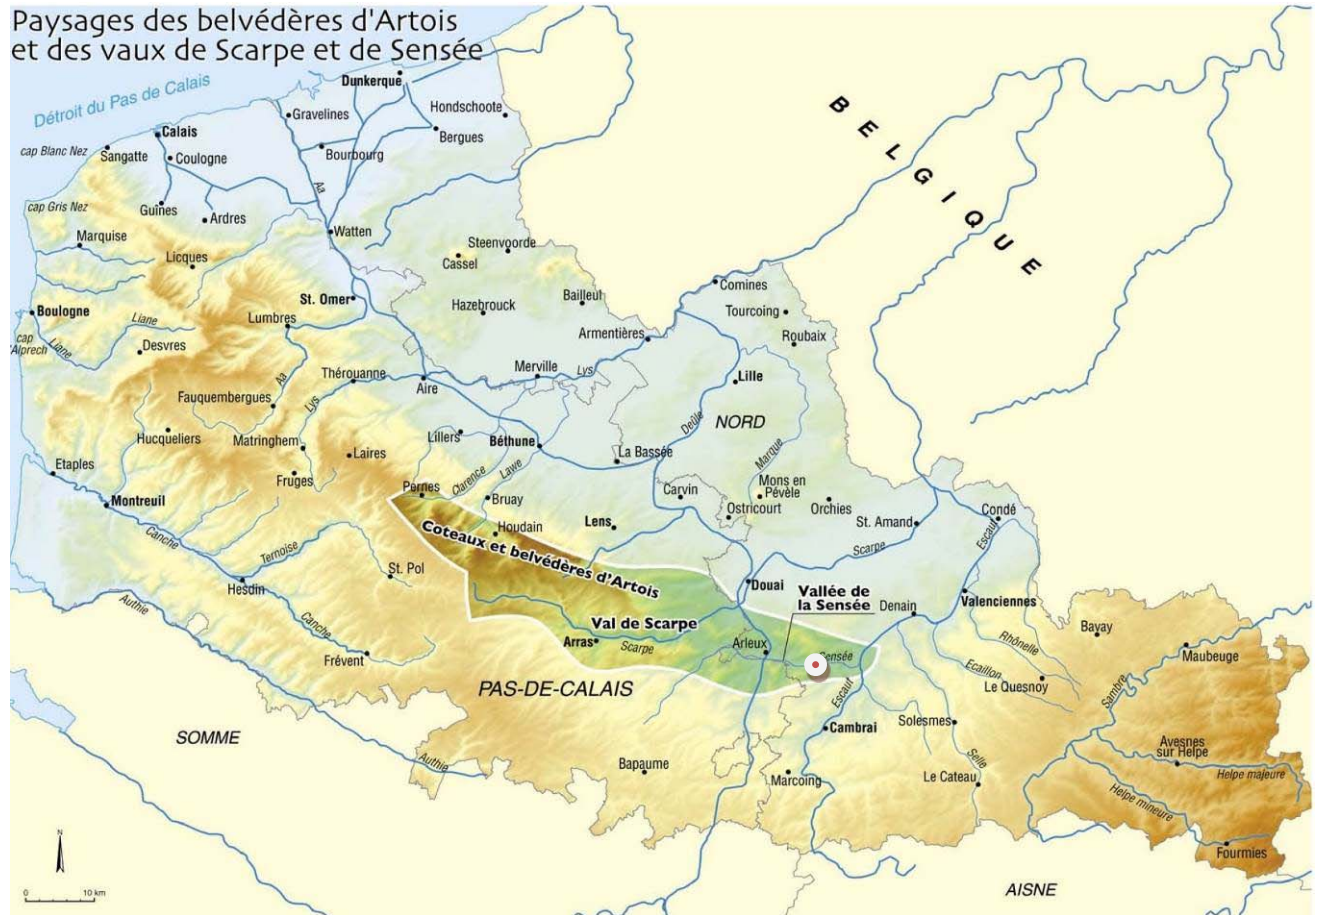 Paysages des belvédères d'Artois
et des vaux de Scarpe et de Sensée
Détroit du Pas de Calais
Dunkerque
Hondschoote
Gravelines
Bergues
Calais
cap Blanc Nez
Sangatte
Coulogne
Bourbourg
Aa
cap Gris Nez
Guînes
Ardres
Marquise
Watten
Licques
Steenvoorde
Cassel
BELGIQUE
Boulogne
St. Omer
Hazebrouck
Bailleul
Comines
Tourcoing
Roubaix
Armentières
Lumbres
Liane
Liane
cap
d'Alprech
Desvres
Thérouanne
Aire
Merville
Lys
Lille
Fauquembergues
Aa
Lys
NORD
Deûle
Marque
Hucqueliers
Matringhem
Laires
Lillers
Béthune
La Bassée
Etaples
Fruges
Pernes
Clarence
Lawe
Bruay
Carvin
Mons en
Pévèle
Ostricourt
Orchies
Montreuil
Canche
Ternoise
Houdain
Lens
St. Amand
Condé
Escaut
Scarpe
Coteaux et belvédères d'Artois
St. Pol
Hesdin
Douai
Vallée de
la Sensée
Denain
Valenciennes
Authie
Canche
Val de Scarpe
Arras
Scarpe
Arleux
Sensée
Rhônelle
Bavay
Maubeuge
Frévent
Ecaillon
Le Quesnoy
Sambre
PAS-DE-CALAIS
Escaut
Cambrai
Solesmes
SOMME
Authie
Bapaume
Marcoing
Selle
Le Cateau
Avesnes
sur Helpe
Helpe majeure
Helpe mineure
Fourmies
N
0 10 km
AISNE